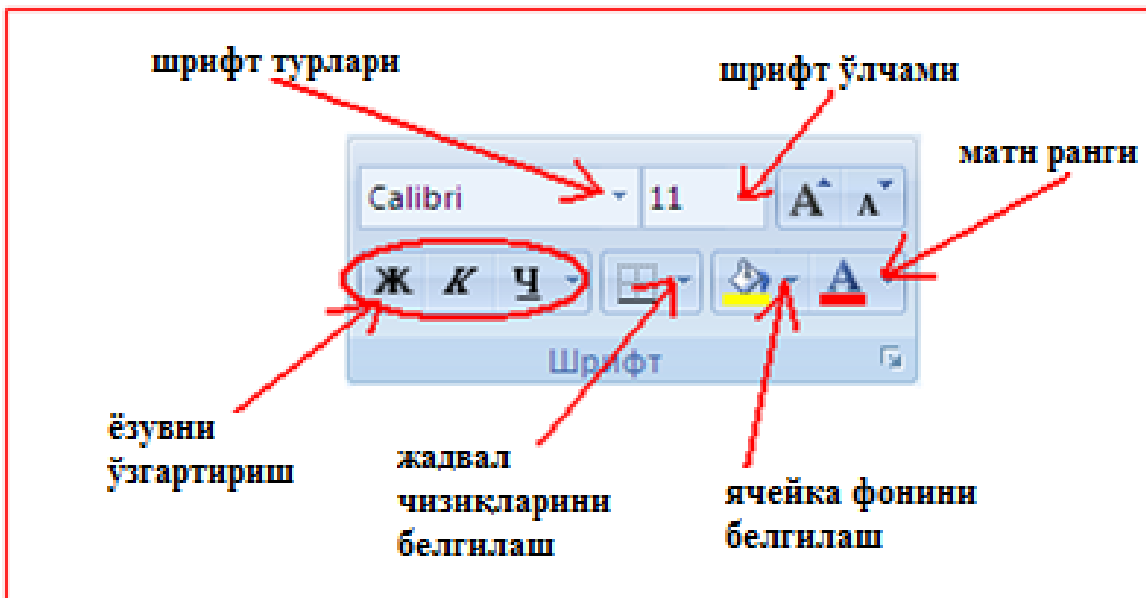 шрифт турлари
шрифт ўлчами
матн ранги
Calibri
11
A A
Ж К Ч
A
Шрифт
ёзувни
ўзгартириш
жадвал
чизиқларини
белгилаш
ячейка фонини
белгилаш